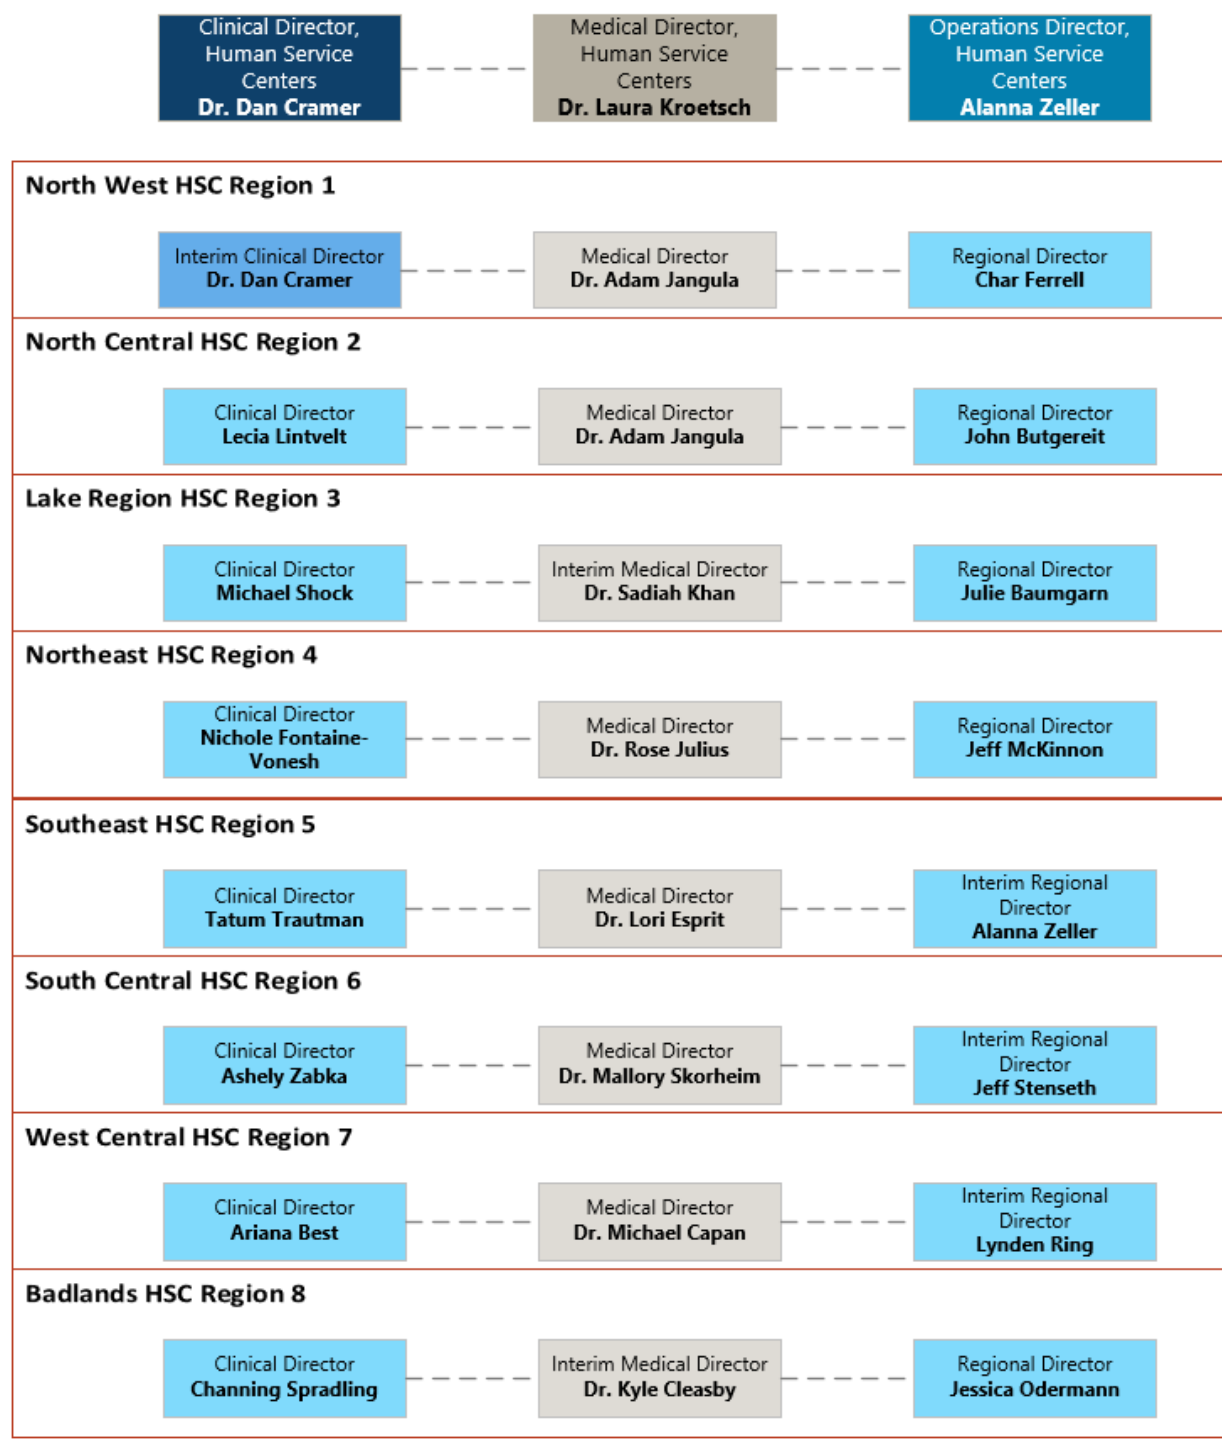 Clinical Director,
Human Service
Centers
Dr. Dan Cramer
Medical Director,
Human Service
Centers
Dr. Laura Kroetsch
Operations Director,
Human Service
Centers
Alanna Zeller
North West HSC Region 1
Interim Clinical Director
Dr. Dan Cramer
Medical Director
Dr. Adam Jangula
Regional Director
Char Ferrell
North Central HSC Region 2
Clinical Director
Lecia Lintvelt
Medical Director
Dr. Adam Jangula
Regional Director
John Butgereit
Lake Region HSC Region 3
Clinical Director
Michael Shock
Interim Medical Director
Dr. Sadiah Khan
Regional Director
Julie Baumgarn
Northeast HSC Region 4
Clinical Director
Nichole Fontaine-
Vonesh
Medical Director
Dr. Rose Julius
Regional Director
Jeff McKinnon
Southeast HSC Region 5
Clinical Director
Tatum Trautman
Medical Director
Dr. Lori Esprit
Interim Regional
Director
Alanna Zeller
South Central HSC Region 6
Clinical Director
Ashely Zabka
Medical Director
Dr. Mallory Skorheim
Interim Regional
Director
Jeff Stenseth
West Central HSC Region 7
Clinical Director
Ariana Best
Medical Director
Dr. Michael Capan
Interim Regional
Director
Lynden Ring
Badlands HSC Region 8
Clinical Director
Channing Spradling
Interim Medical Director
Dr. Kyle Cleasby
Regional Director
Jessica Odermann